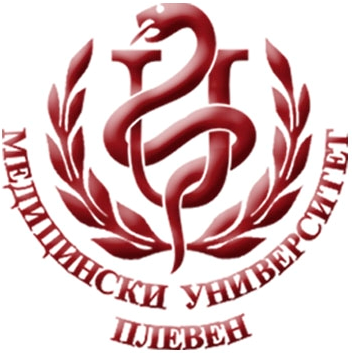 МЕДИЦИНСКИ УНИВЕРСИТЕТ
ПЛЕВЕН